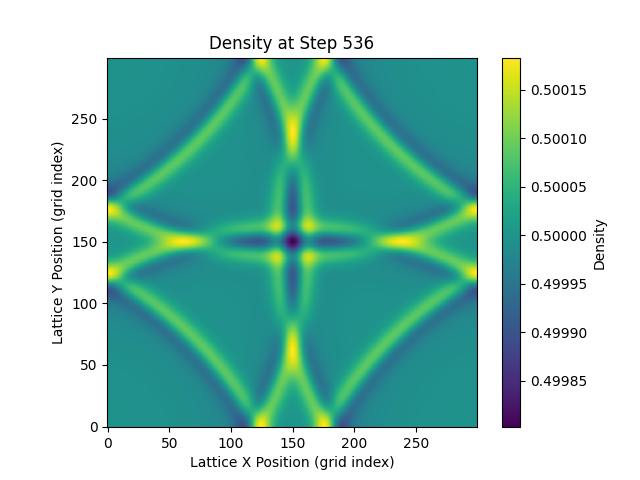 Density at Step 536
Lattice Y Position (grid index)
250
200
150
100
50
0
0 50 100 150 200 250
Lattice X Position (grid index)
0.50015
0.50010
0.50005
0.50000
0.49995
0.49990
0.49985
Density